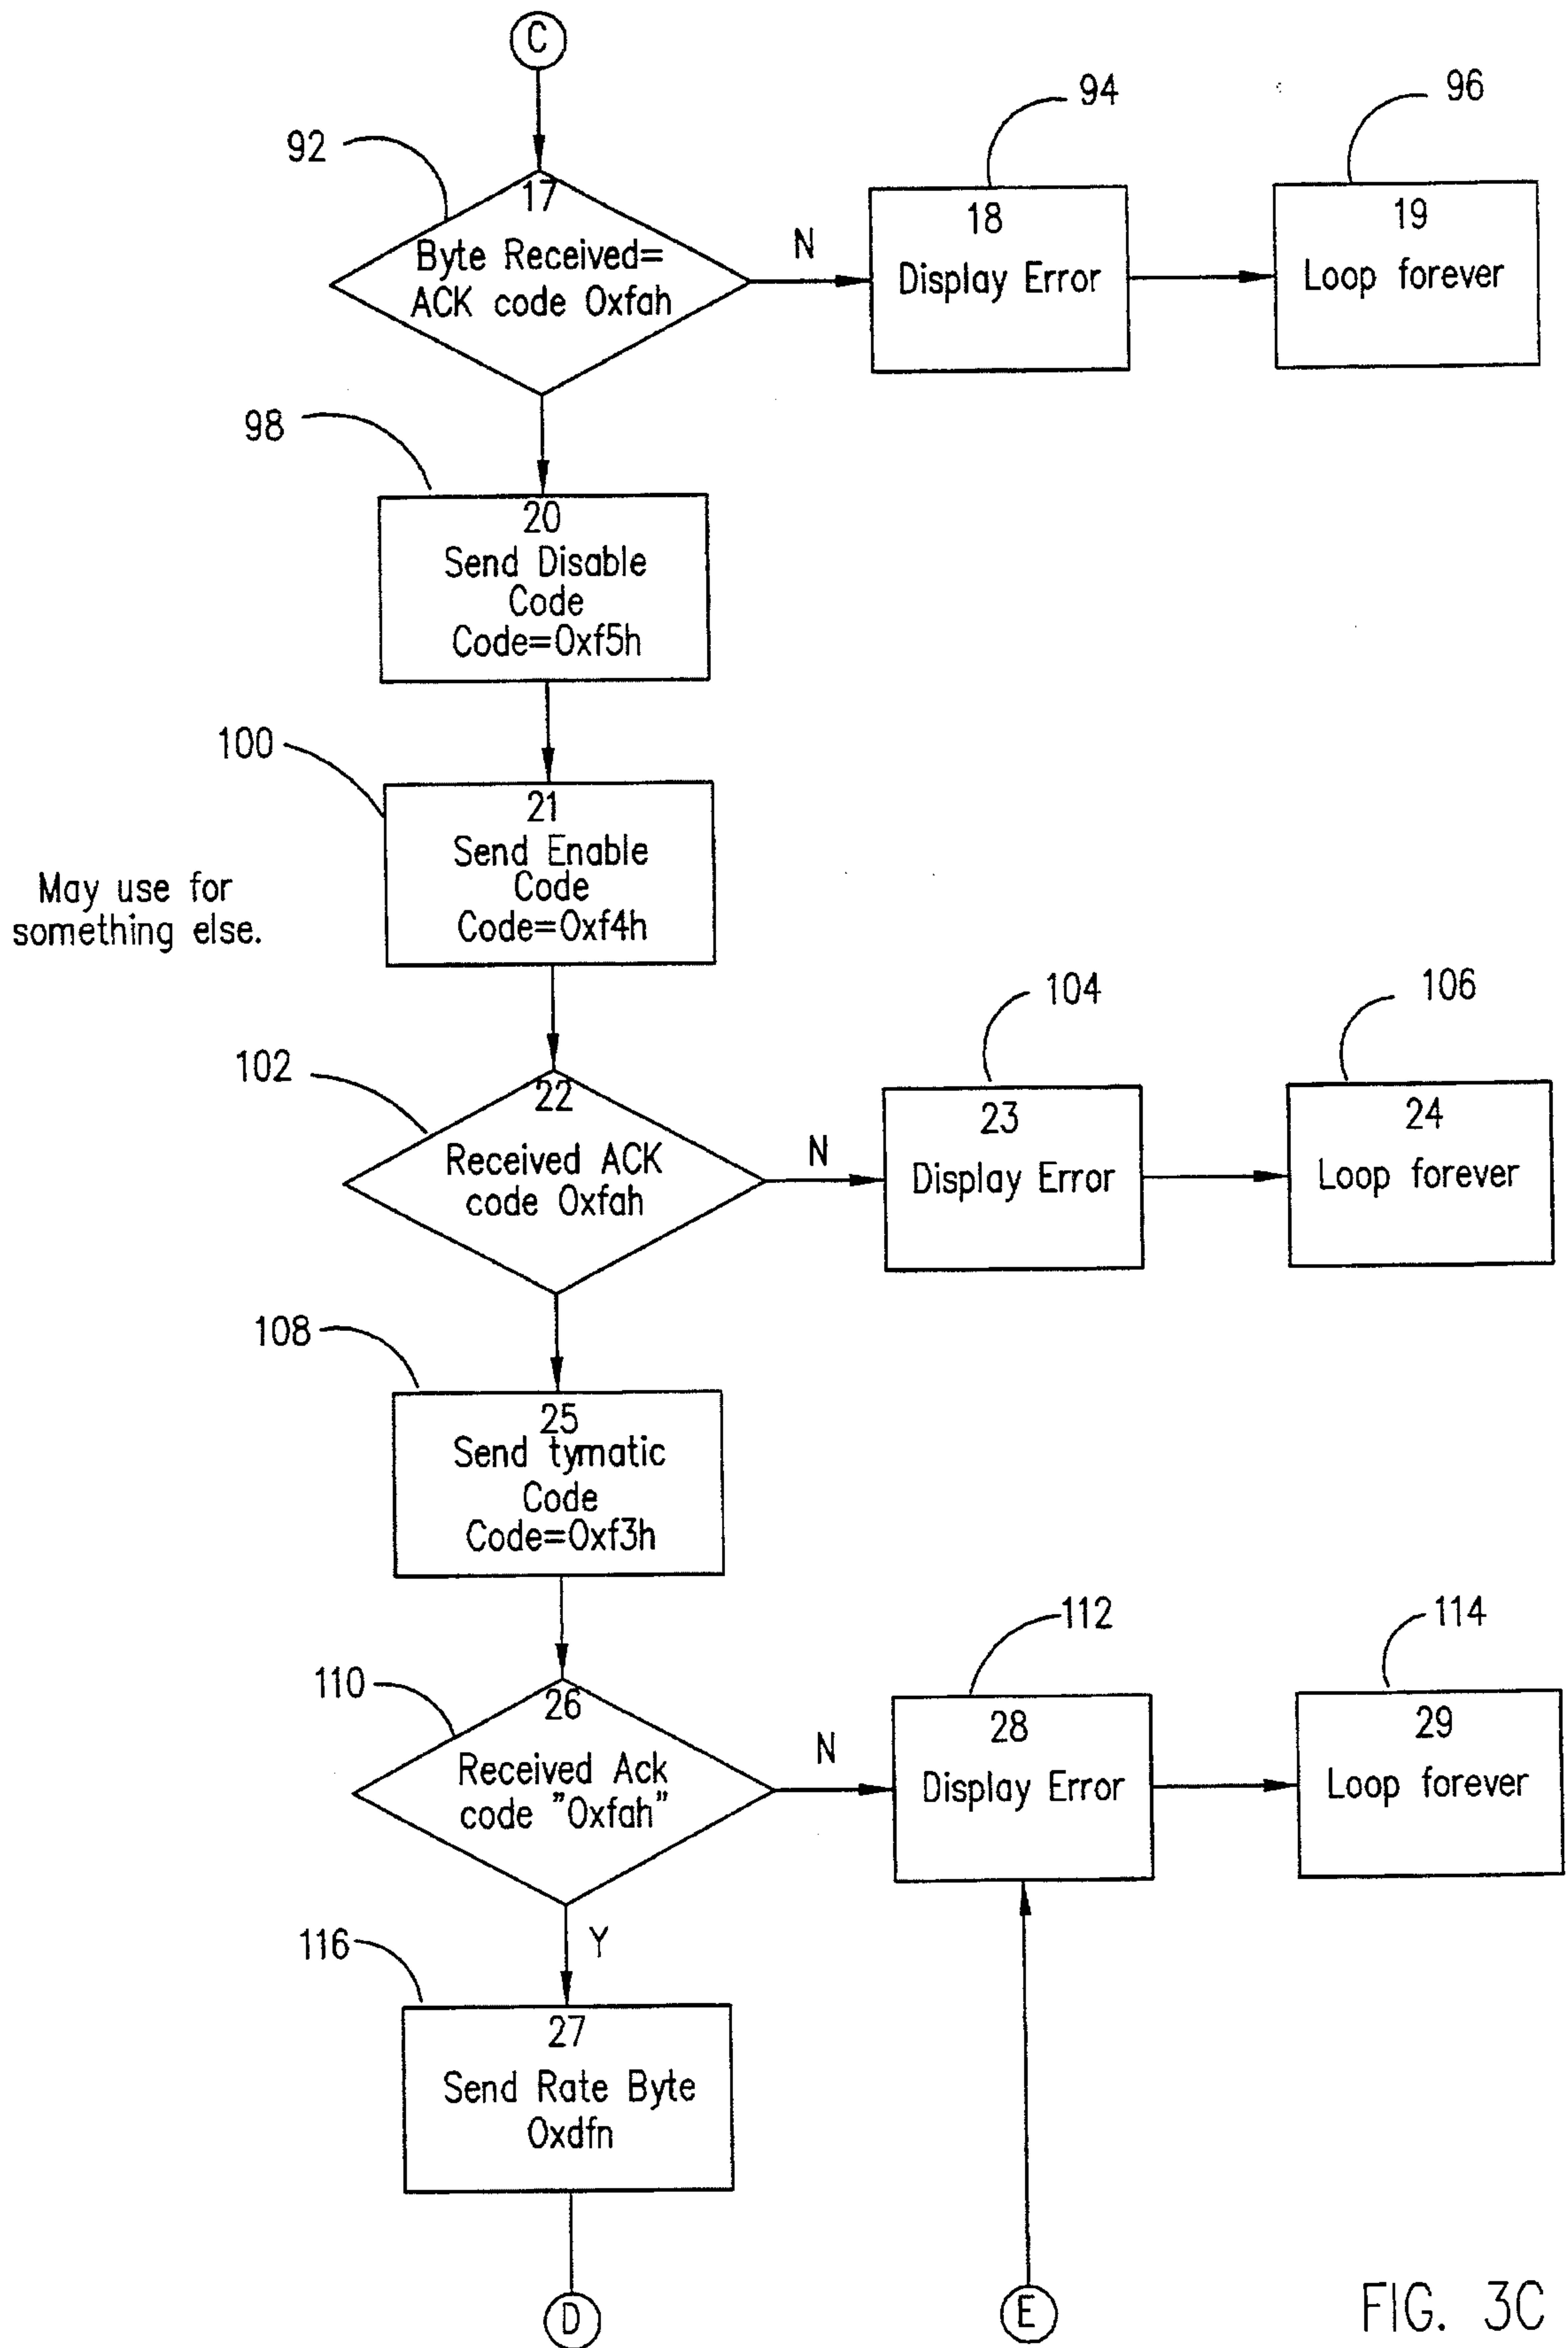 C
92
94
96
17
Byte Received=
ACK code 0xfah
N
18
Display Error
19
Loop forever
98
20
Send Disable
Code
Code=0xf5h
100
21
Send Enable
Code
Code=0xf4h
May use for
something else.
102
104
106
22
Received ACK
code 0xfah
N
23
Display Error
24
Loop forever
108
25
Send tymatic
Code
Code=0xf3h
110
112
114
26
Received Ack
code "0xfah"
N
28
Display Error
29
Loop forever
Y
116
27
Send Rate Byte
0xdfn
D
E
FIG. 3C